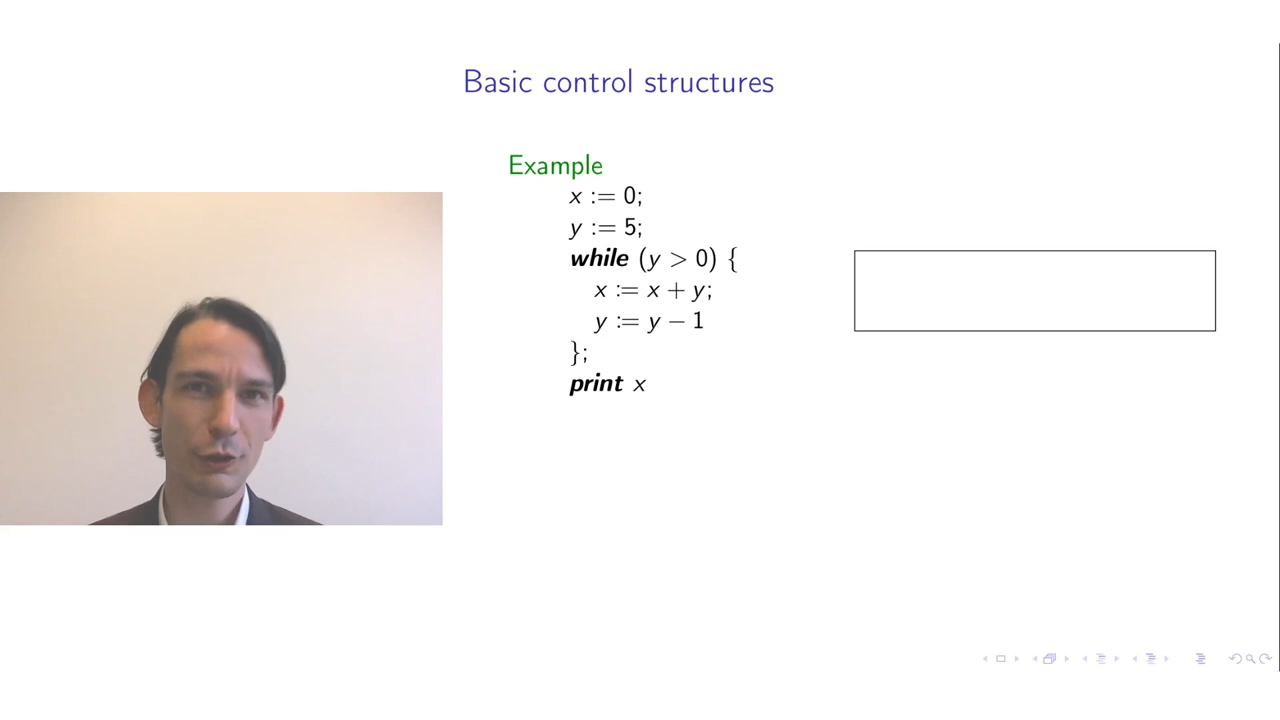 Basic control structures
Example
x := 0;
y := 5;
while (y > 0) {
x := x + y;
y := y − 1
};
print x